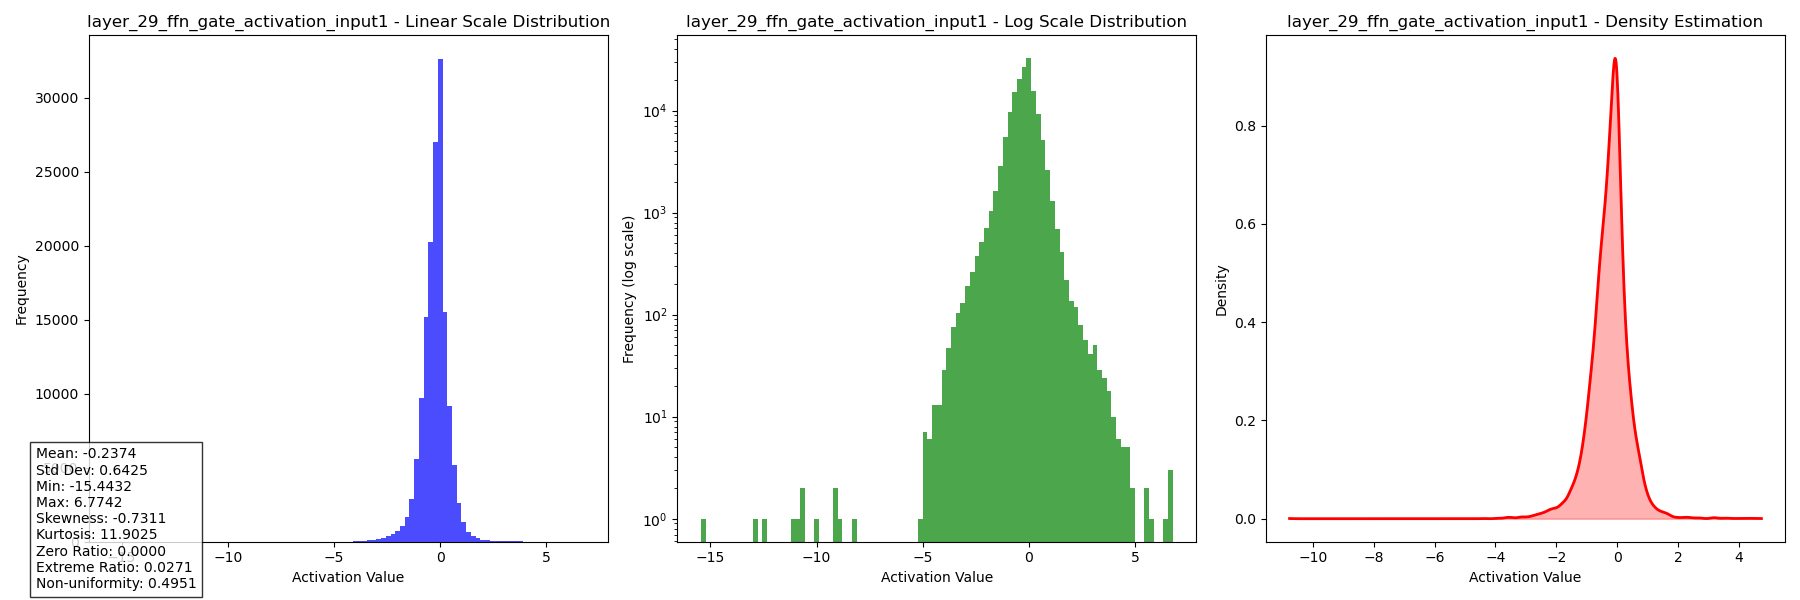 layer_29_ffn_gate_activation_input1 - Linear Scale Distribution
Frequency
30000
25000
20000
15000
10000
−10
−5
0
5
Activation Value
Mean: -0.2374
Std Dev: 0.6425
Min: -15.4432
Max: 6.7742
Skewness: -0.7311
Kurtosis: 11.9025
Zero Ratio: 0.0000
Extreme Ratio: 0.0271
Non-uniformity: 0.4951
layer_29_ffn_gate_activation_input1 - Log Scale Distribution
Frequency (log scale)
10⁴
10³
10²
10¹
10⁰
−15
−10
−5
0
5
Activation Value
layer_29_ffn_gate_activation_input1 - Density Estimation
Density
0.8
0.6
0.4
0.2
0.0
−10
−8
−6
−4
−2
0
2
4
Activation Value